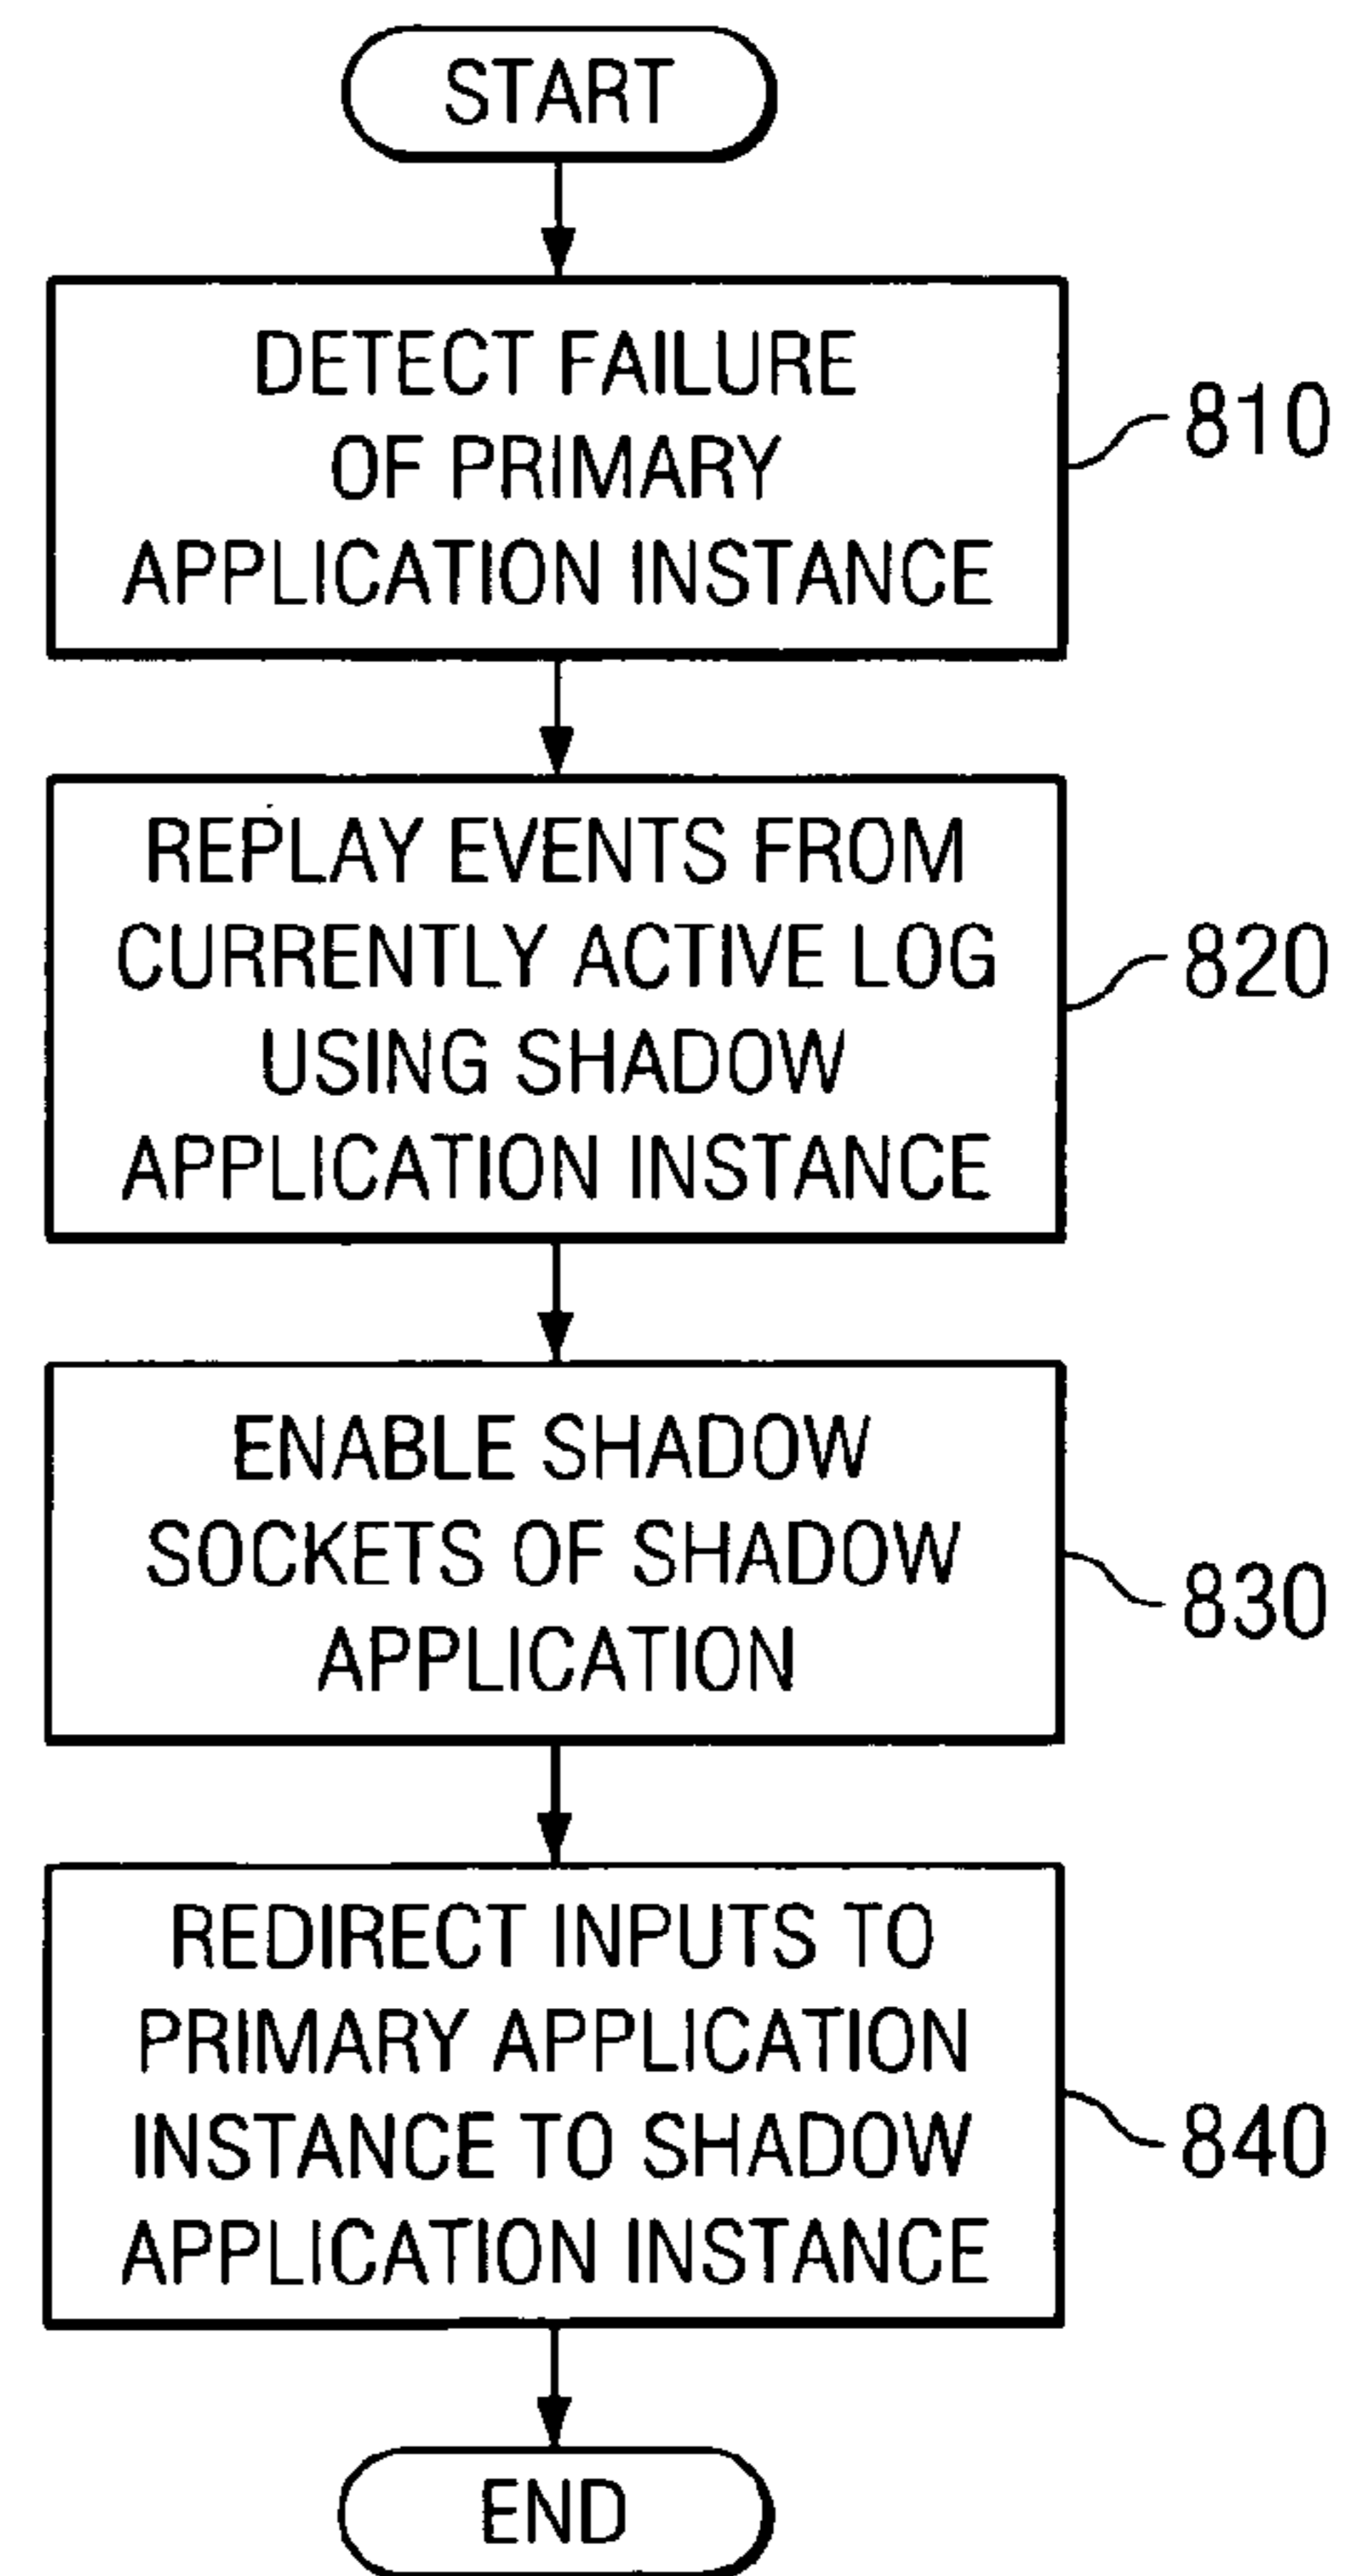 START
DETECT FAILURE
OF PRIMARY
APPLICATION INSTANCE
810
REPLAY EVENTS FROM
CURRENTLY ACTIVE LOG
USING SHADOW
APPLICATION INSTANCE
820
ENABLE SHADOW
SOCKETS OF SHADOW
APPLICATION
830
REDIRECT INPUTS TO
PRIMARY APPLICATION
INSTANCE TO SHADOW
APPLICATION INSTANCE
840
END